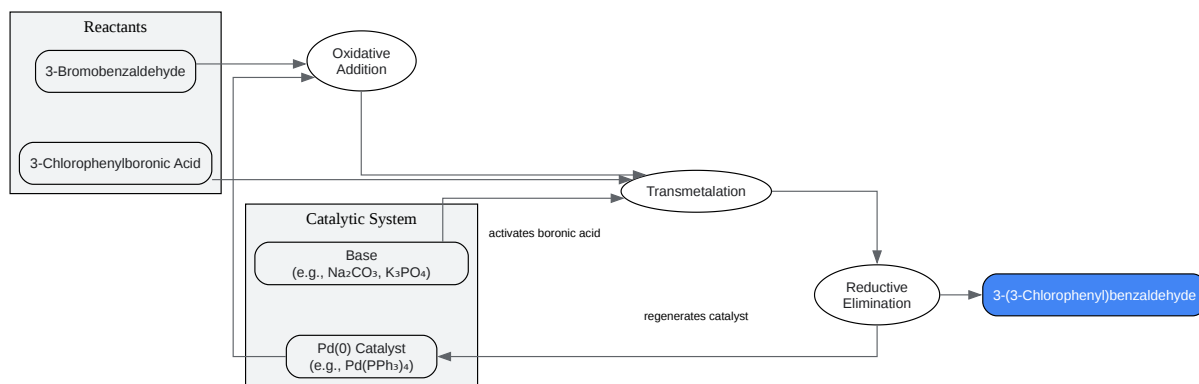 Reactants
3-Bromobenzaldehyde
3-Chlorophenylboronic Acid
Oxidative
Addition
Transmetalation
Catalytic System
Base
(e.g., Na₂CO₃, K₃PO₄)
activates boronic acid
Pd(0) Catalyst
(e.g., Pd(PPh₃)₄)
regenerates catalyst
Reductive
Elimination
3-(3-Chlorophenyl)benzaldehyde